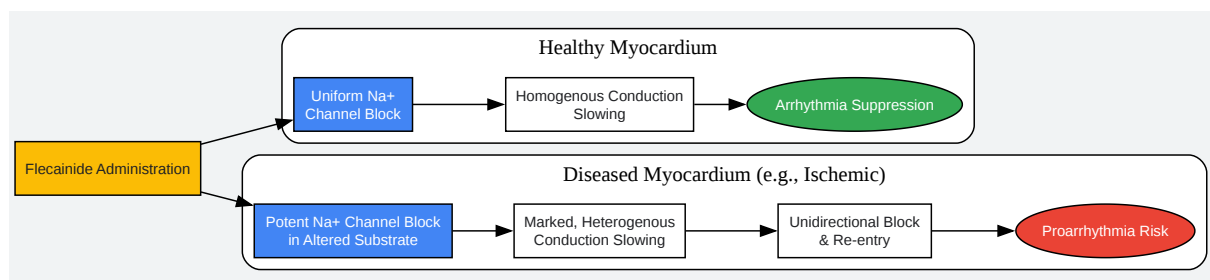 Healthy Myocardium
Uniform Na+
Channel Block
Homogenous Conduction
Slowing
Arrhythmia Suppression
Flecainide Administration
Diseased Myocardium (e.g., Ischemic)
Potent Na+ Channel Block
in Altered Substrate
Marked, Heterogenous
Conduction Slowing
Unidirectional Block
& Re-entry
Proarrhythmia Risk